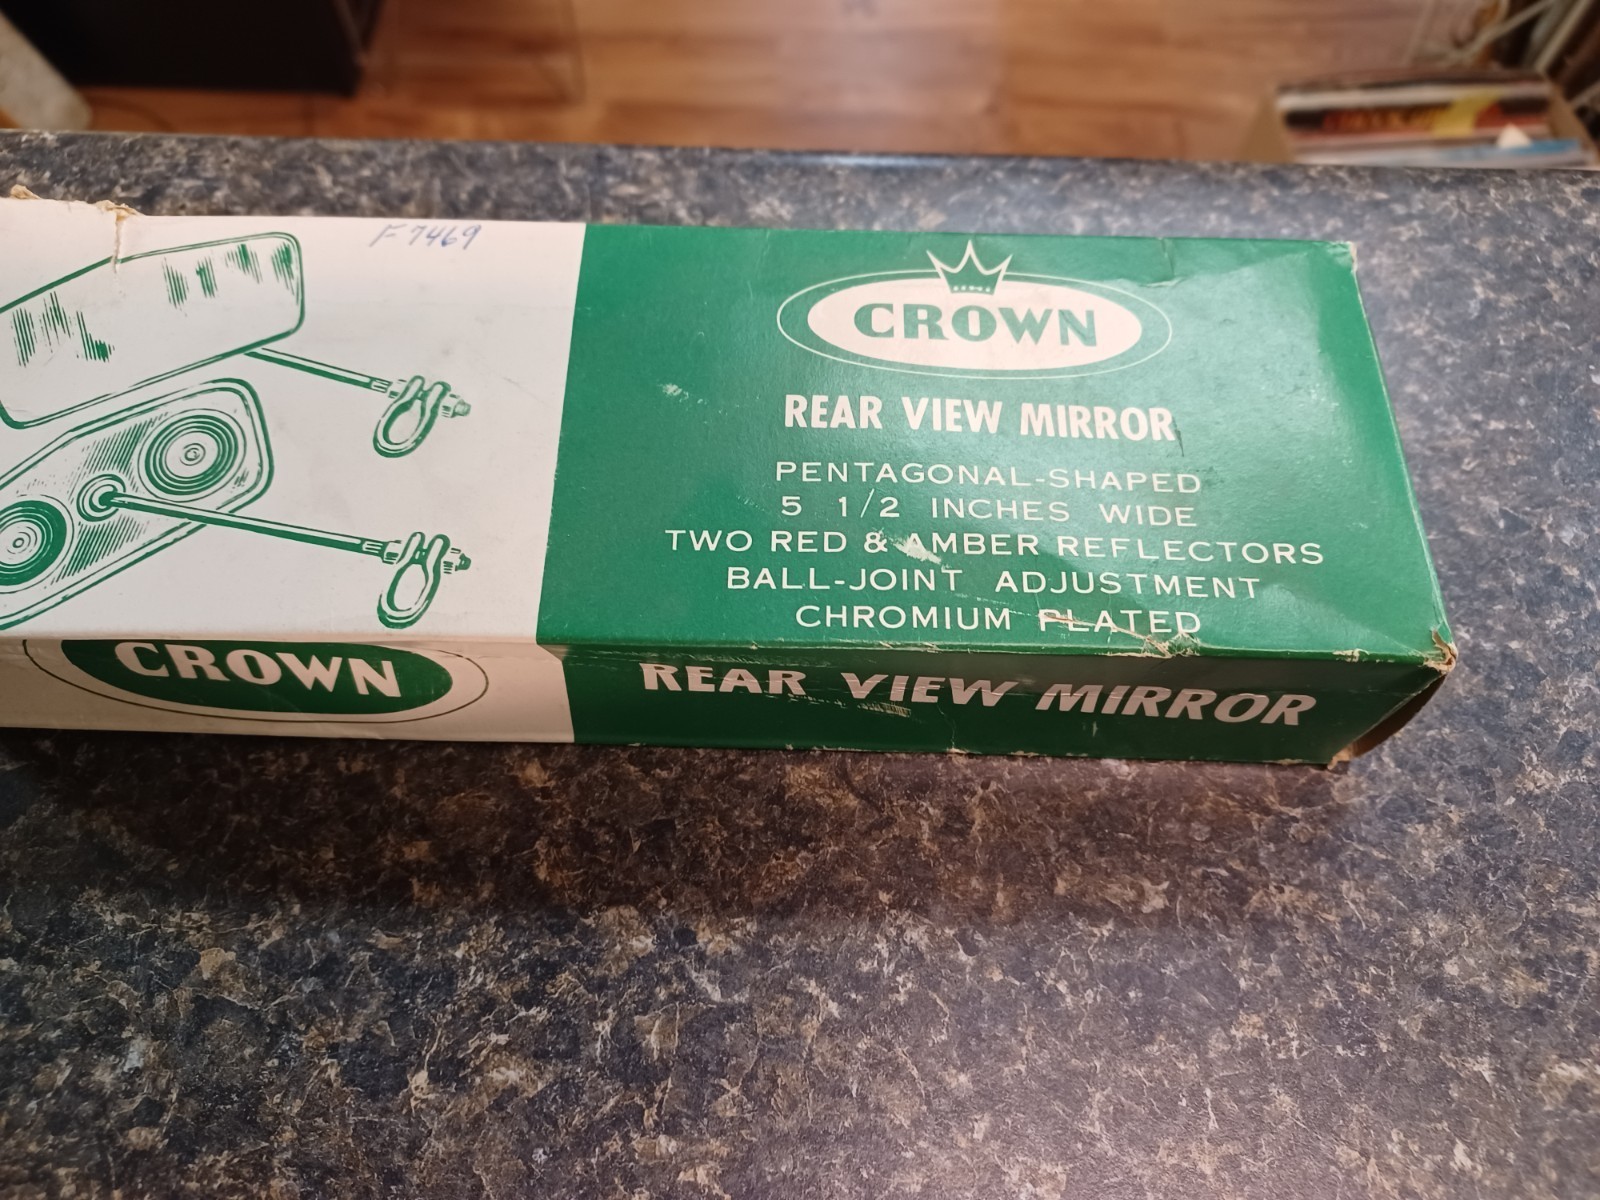 F 7469
CROWN
REAR VIEW MIRROR
PENTAGONAL-SHAPED
5 1/2 INCHES WIDE
TWO RED & AMBER REFLECTORS
BALL-JOINT ADJUSTMENT
CHROMIUM PLATED
CROWN
REAR VIEW MIRROR